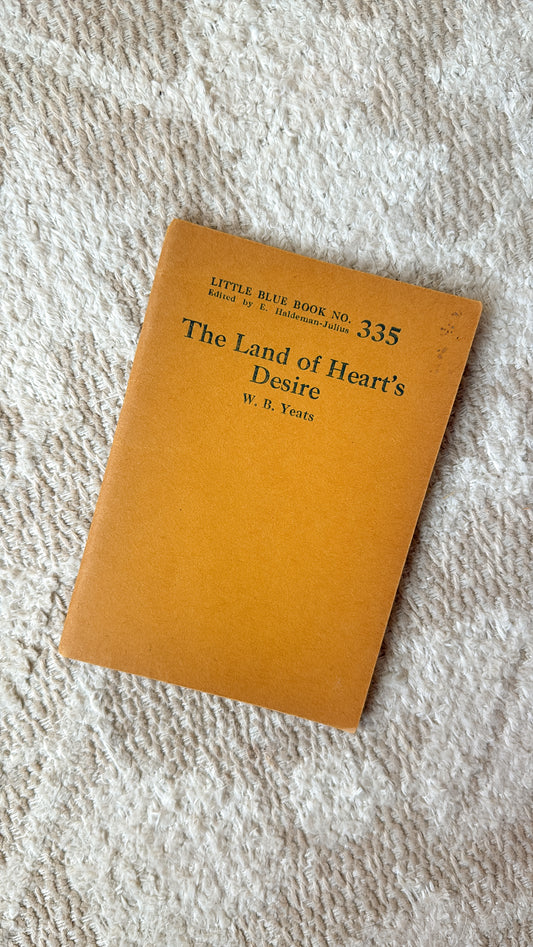 LITTLE BLUE BOOK NO. 335
Edited by E. Haldeman-Julius
The Land of Heart's
Desire
W. B. Yeats